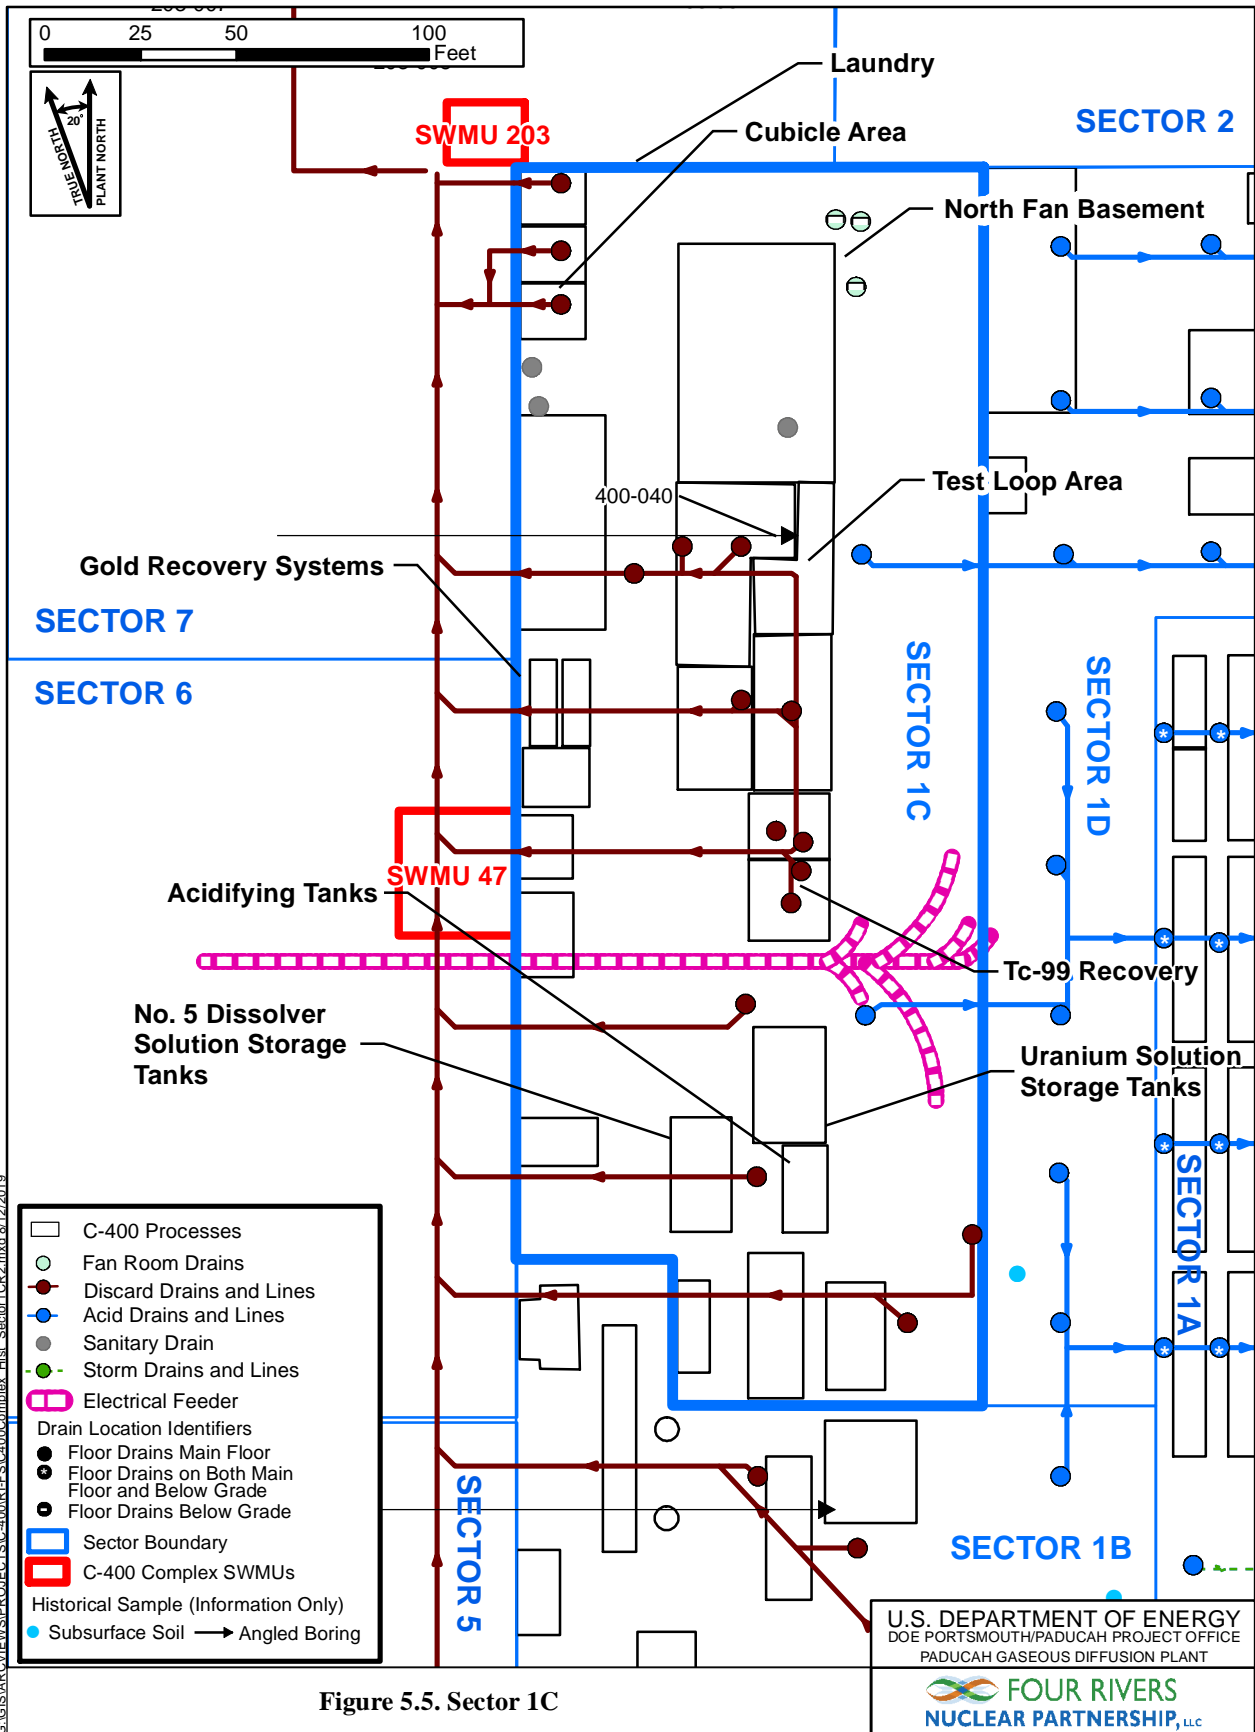 0 25 50 100
Feet
TRUE NORTH
20°
PLANT NORTH
SWMU 203
Laundry
Cubicle Area
SECTOR 2
North Fan Basement
400-040
Test Loop Area
Gold Recovery Systems
SECTOR 7
SECTOR 6
SECTOR 1C
SECTOR 1D
SWMU 47
Acidifying Tanks
Tc-99 Recovery
No. 5 Dissolver
Solution Storage
Tanks
Uranium Solution
Storage Tanks
SECTOR 1A
C-400 Processes
Fan Room Drains
Discard Drains and Lines
Acid Drains and Lines
Sanitary Drain
Storm Drains and Lines
Electrical Feeder
Drain Location Identifiers
Floor Drains Main Floor
Floor Drains on Both Main
Floor and Below Grade
Floor Drains Below Grade
Sector Boundary
C-400 Complex SWMUs
Historical Sample (Information Only)
Subsurface Soil Angled Boring
SECTOR 5
SECTOR 1B
U.S. DEPARTMENT OF ENERGY
DOE PORTSMOUTH/PADUCAH PROJECT OFFICE
PADUCAH GASEOUS DIFFUSION PLANT
Figure 5.5. Sector 1C
FOUR RIVERS
NUCLEAR PARTNERSHIP, LLC